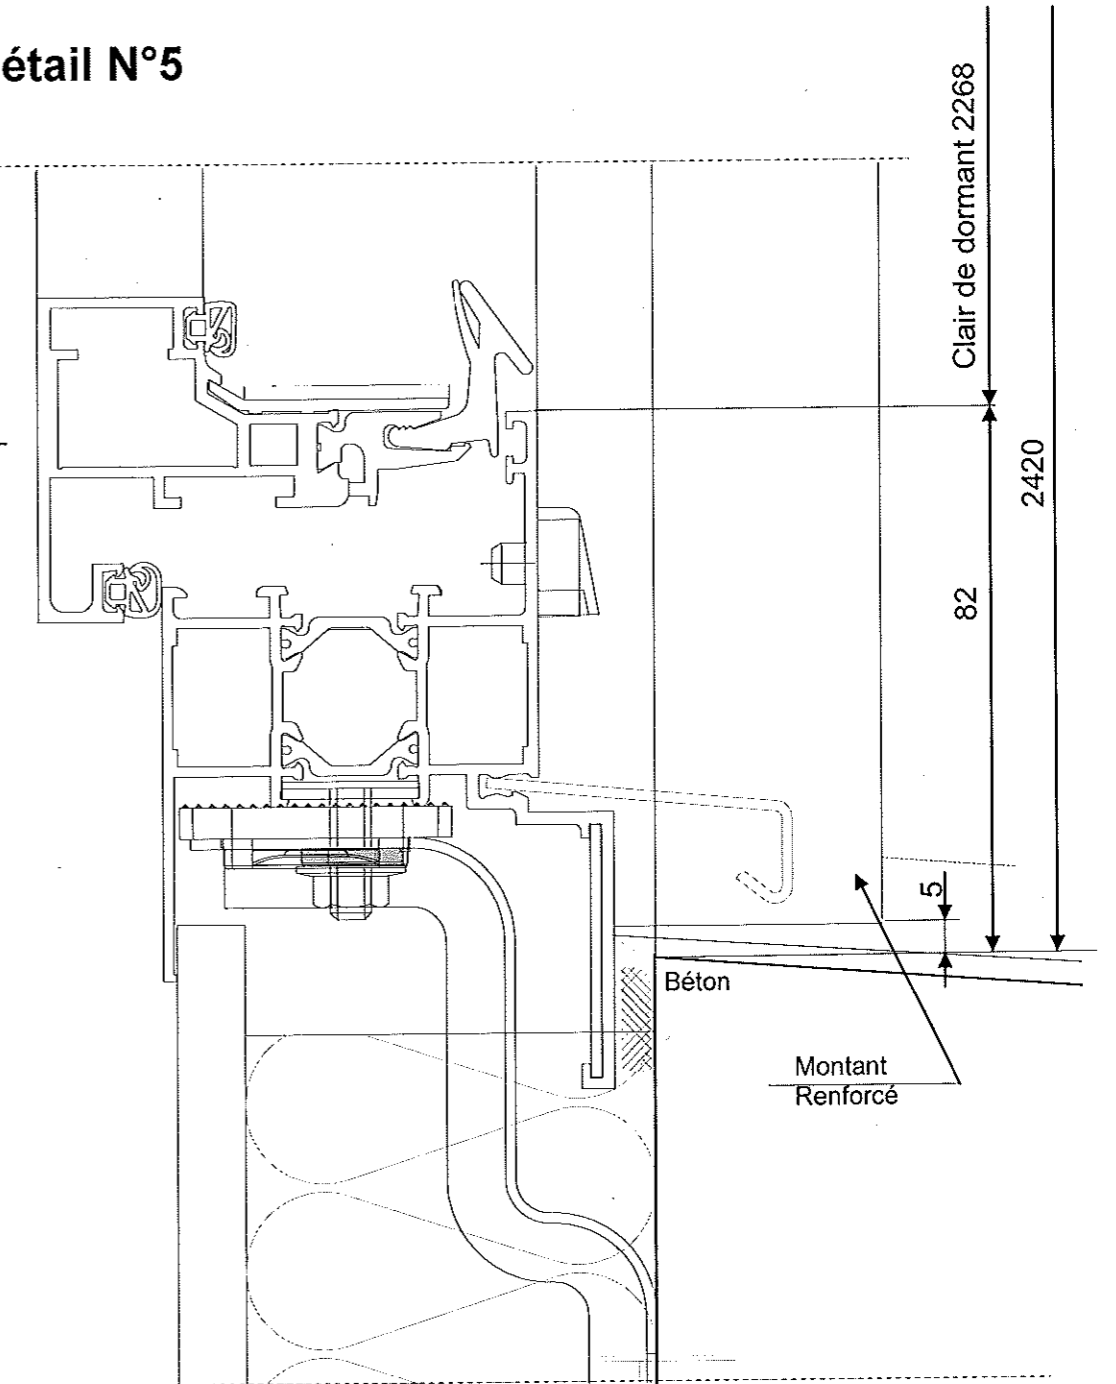 étail N°5
Clair de dormant 2268
2420
82
5
Béton
Montant
Renforcé